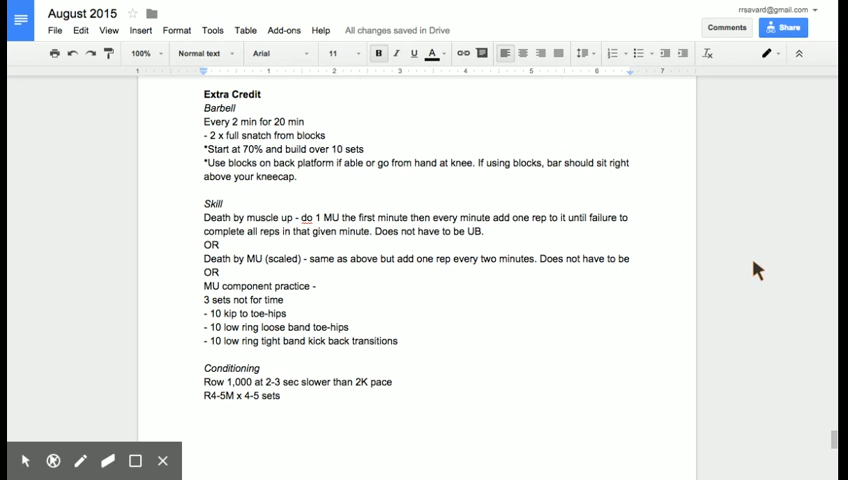 August 2015
rrsavard@gmail.com
File Edit View Insert Format Tools Table Add-ons Help All changes saved in Drive
Comments Share
100% Normal text Arial 11 B I U A
1 1 2 3 4 5 6 7
Extra Credit
Barbell
Every 2 min for 20 min
- 2 x full snatch from blocks
*Start at 70% and build over 10 sets
*Use blocks on back platform if able or go from hand at knee. If using blocks, bar should sit right
above your kneecap.
Skill
Death by muscle up - do 1 MU the first minute then every minute add one rep to it until failure to
complete all reps in that given minute. Does not have to be UB.
OR
Death by MU (scaled) - same as above but add one rep every two minutes. Does not have to be
OR
MU component practice -
3 sets not for time
- 10 kip to toe-hips
- 10 low ring loose band toe-hips
- 10 low ring tight band kick back transitions
Conditioning
Row 1,000 at 2-3 sec slower than 2K pace
R4-5M x 4-5 sets